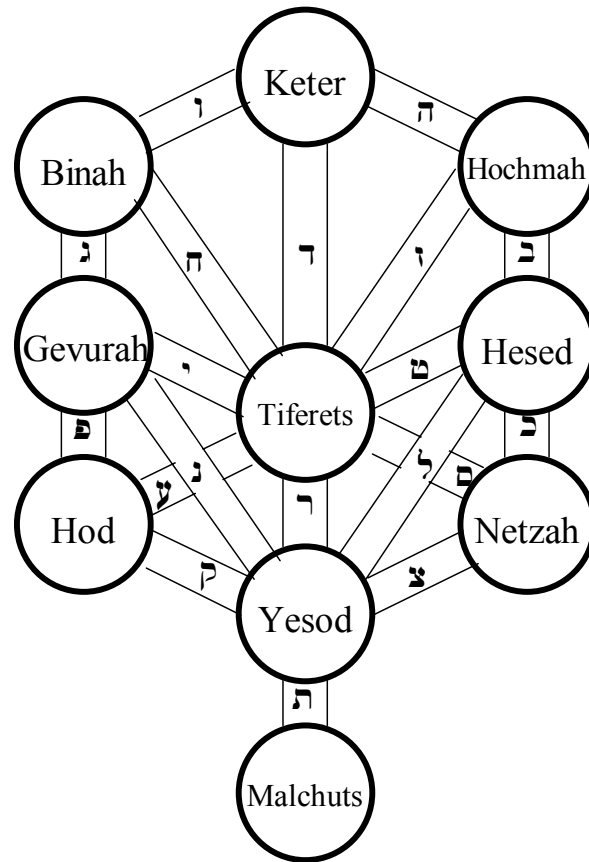 Keter
ו
ה
Binah
Hochmah
ג
ח
ד
ז
ב
Gevurah
Hesed
י
ט
Tiferets
פ
כ
נ
ל
ע
ם
ר
Hod
Netzah
ק
צ
Yesod
ת
Malchuts